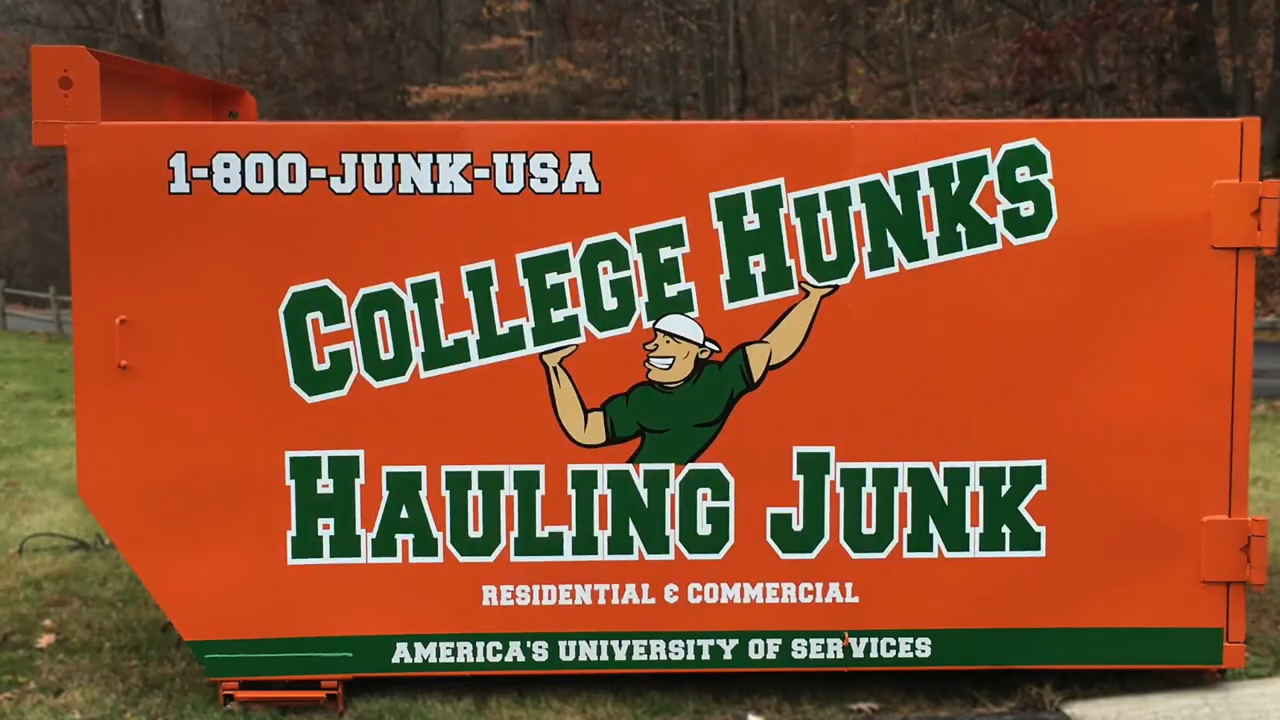 1-800-JUNK-USA
COLLEGE HUNKS
HAULING JUNK
RESIDENTIAL & COMMERCIAL
AMERICA'S UNIVERSITY OF SERVICES